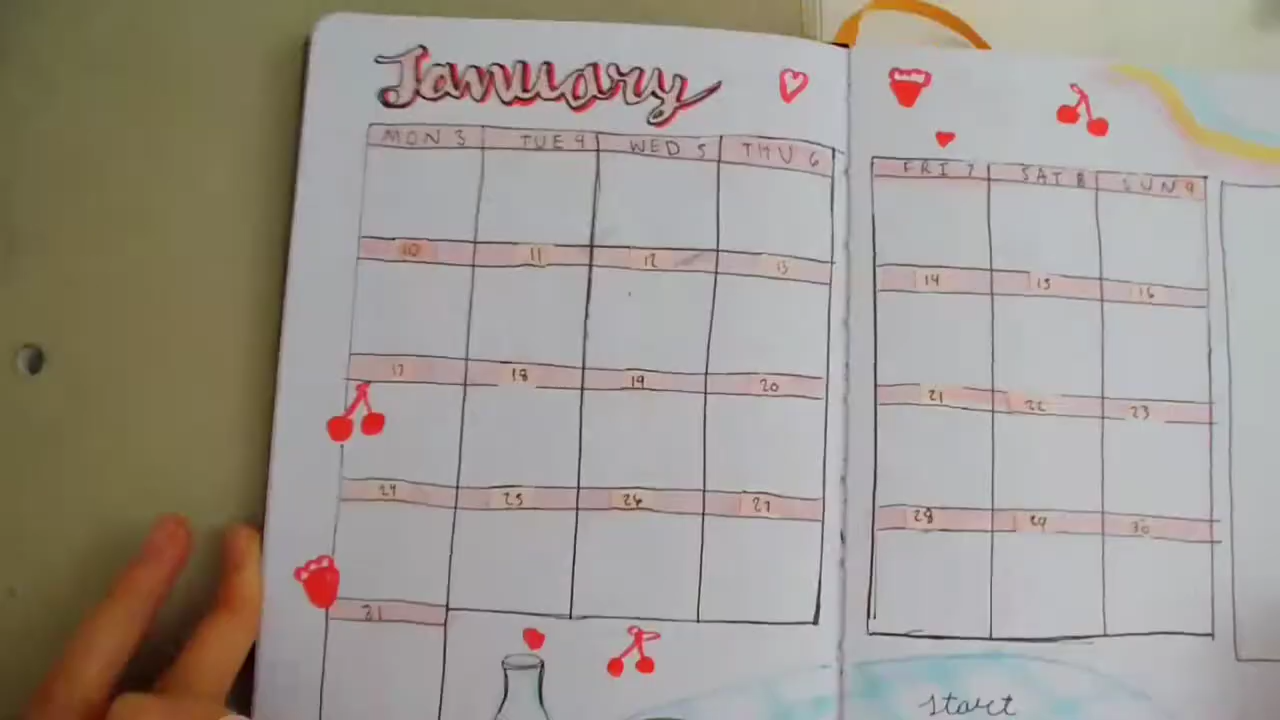 January
MON 3 TUE 4 WED 5 THU 6 FRI 7 SAT 8 SUN 9
10 11 12 13 14 15 16
17 18 19 20 21 22 23
24 25 26 27 28 29 30
31
start